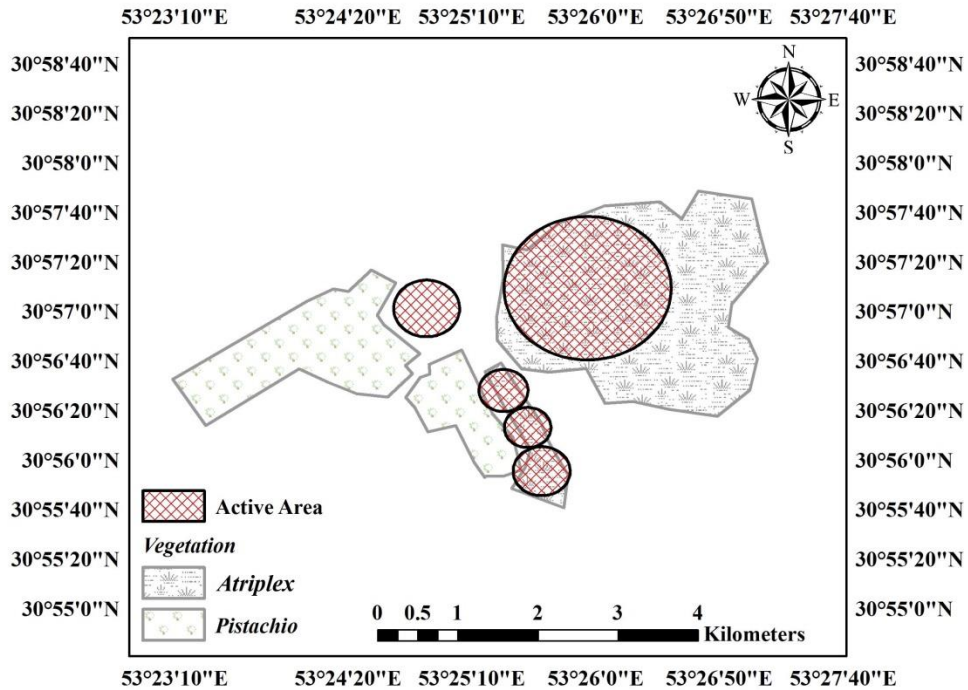 53°23'10"E 53°24'20"E 53°25'10"E 53°26'0"E 53°26'50"E 53°27'40"E
30°58'40"N 30°58'40"N
N
W E
S
30°58'20"N 30°58'20"N
30°58'0"N 30°58'0"N
30°57'40"N 30°57'40"N
30°57'20"N 30°57'20"N
30°57'0"N 30°57'0"N
30°56'40"N 30°56'40"N
30°56'20"N 30°56'20"N
30°56'0"N 30°56'0"N
30°55'40"N 30°55'40"N
30°55'20"N 30°55'20"N
30°55'0"N 30°55'0"N
Active Area
Vegetation
Atriplex
Pistachio
0 0.5 1 2 3 4
Kilometers
53°23'10"E 53°24'20"E 53°25'10"E 53°26'0"E 53°26'50"E 53°27'40"E